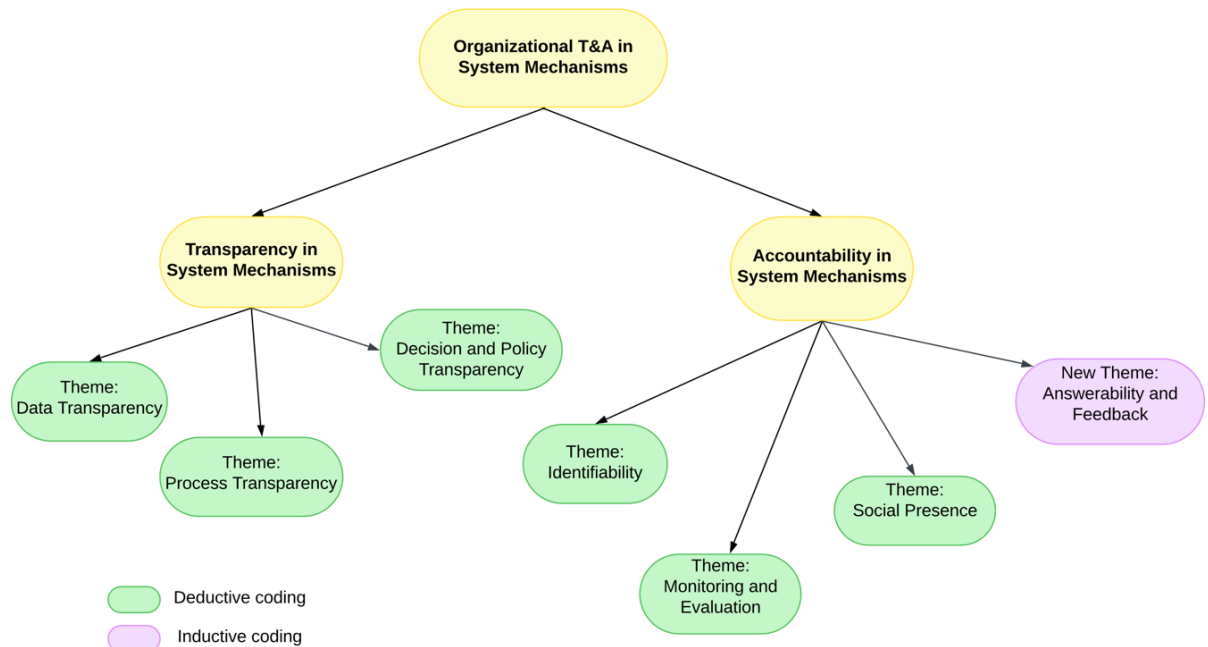 Organizational T&A in
System Mechanisms
Transparency in
System Mechanisms
Accountability in
System Mechanisms
Theme:
Decision and Policy
Transparency
Theme:
Data Transparency
New Theme:
Answerability and
Feedback
Theme:
Process Transparency
Theme:
Identifiability
Theme:
Social Presence
Theme:
Monitoring and
Evaluation
Deductive coding
Inductive coding